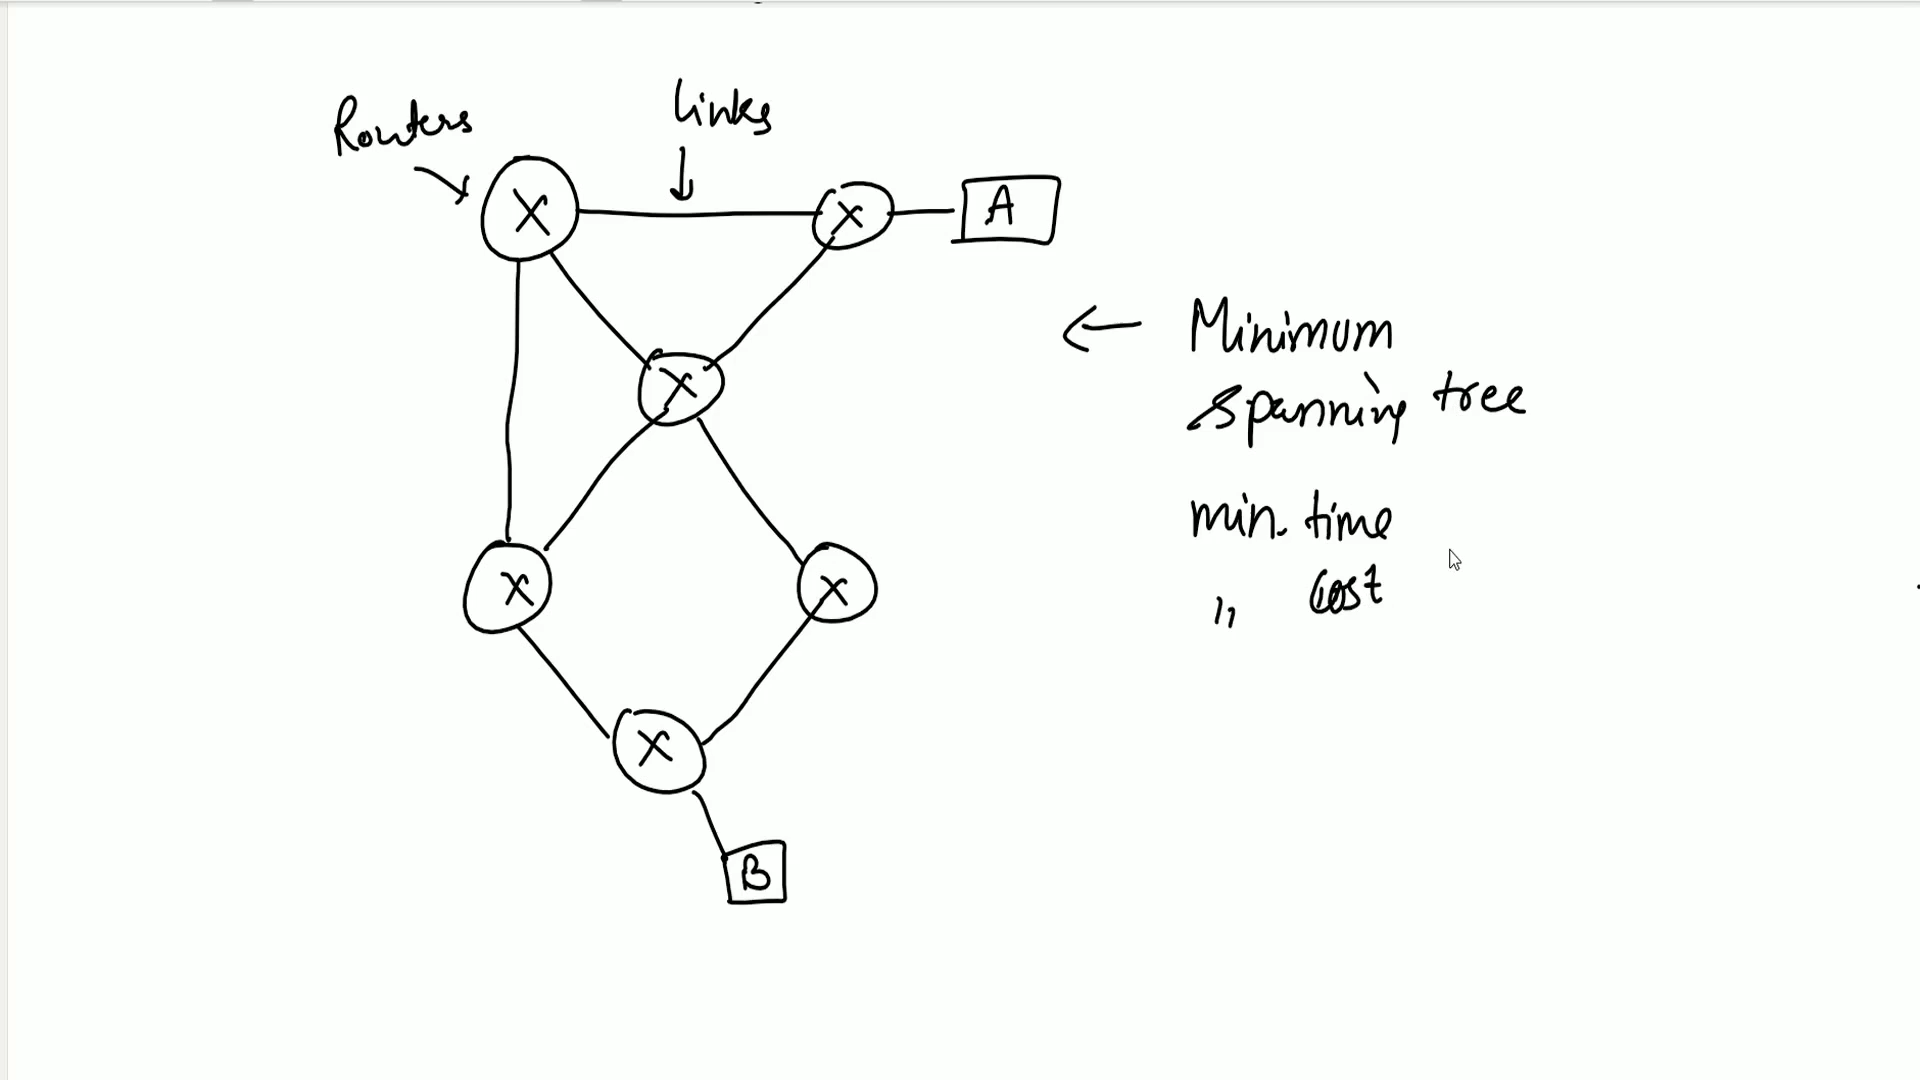 Routers
links
X
X
A
Minimum
spanning tree
X
min. time
X
X
,, cost
X
B